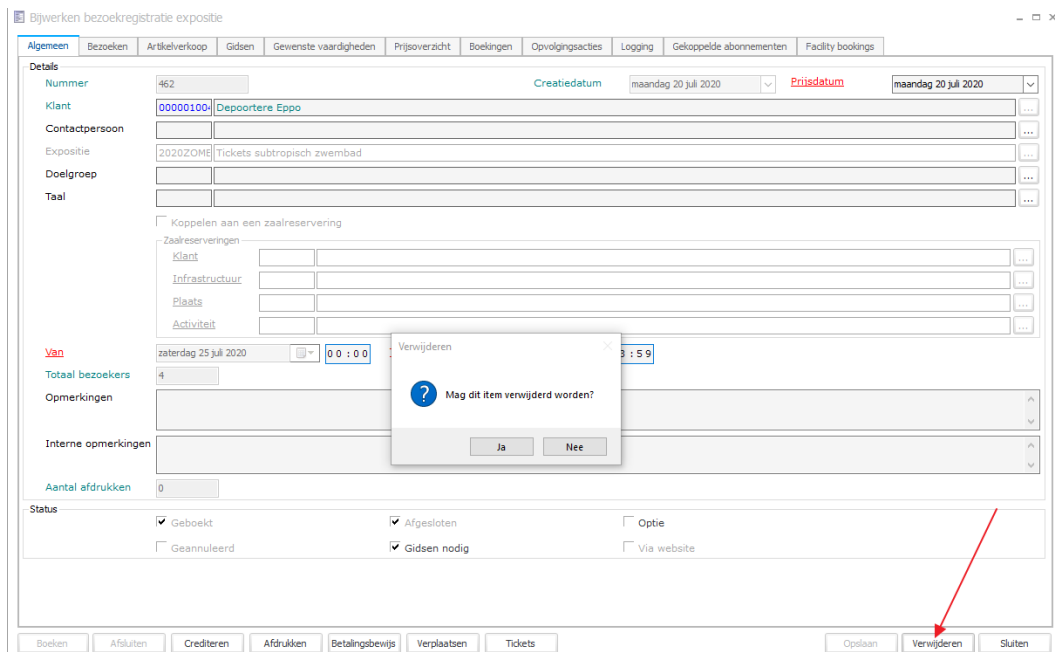 Bijwerken bezoekregistratie expositie
Algemeen Bezoeken Artikelverkoop Gidsen Gewenste vaardigheden Prijsoverzicht Boekingen Opvolgingsacties Logging Gekoppelde abonnementen Facility bookings
Details
Nummer 462 Creatiedatum maandag 20 juli 2020 Prijsdatum maandag 20 juli 2020
Klant 00000100 Depoortere Eppo ...
Contactpersoon ...
Expositie 2020ZOME Tickets subtropisch zwembad ...
Doelgroep ...
Taal ...
Koppelen aan een zaalreservering
Zaalreserveringen
Klant ...
Infrastructuur ...
Plaats ...
Activiteit ...
Van zaterdag 25 juli 2020 00:00 :59
Totaal bezoekers 4
Verwijderen
Mag dit item verwijderd worden?
Ja Nee
Opmerkingen
Interne opmerkingen
Aantal afdrukken 0
Status
Geboekt Afgesloten Optie
Geannuleerd Gidsen nodig Via website
Boeken Afsluiten Crediteren Afdrukken Betalingsbewijs Verplaatsen Tickets Opslaan Verwijderen Sluiten